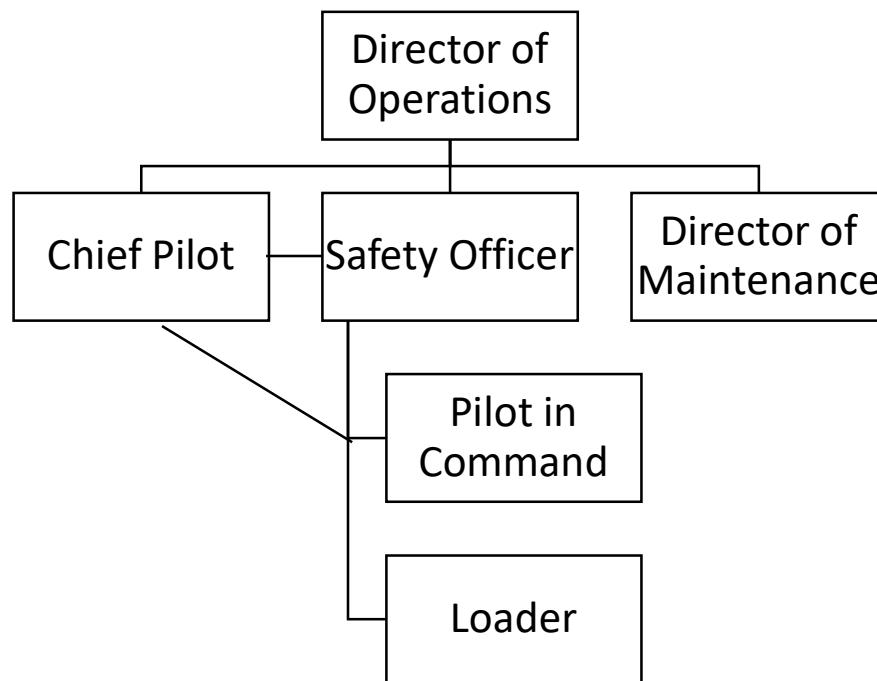 Director of
Operations
Chief Pilot
Safety Officer
Director of
Maintenance
Pilot in
Command
Loader